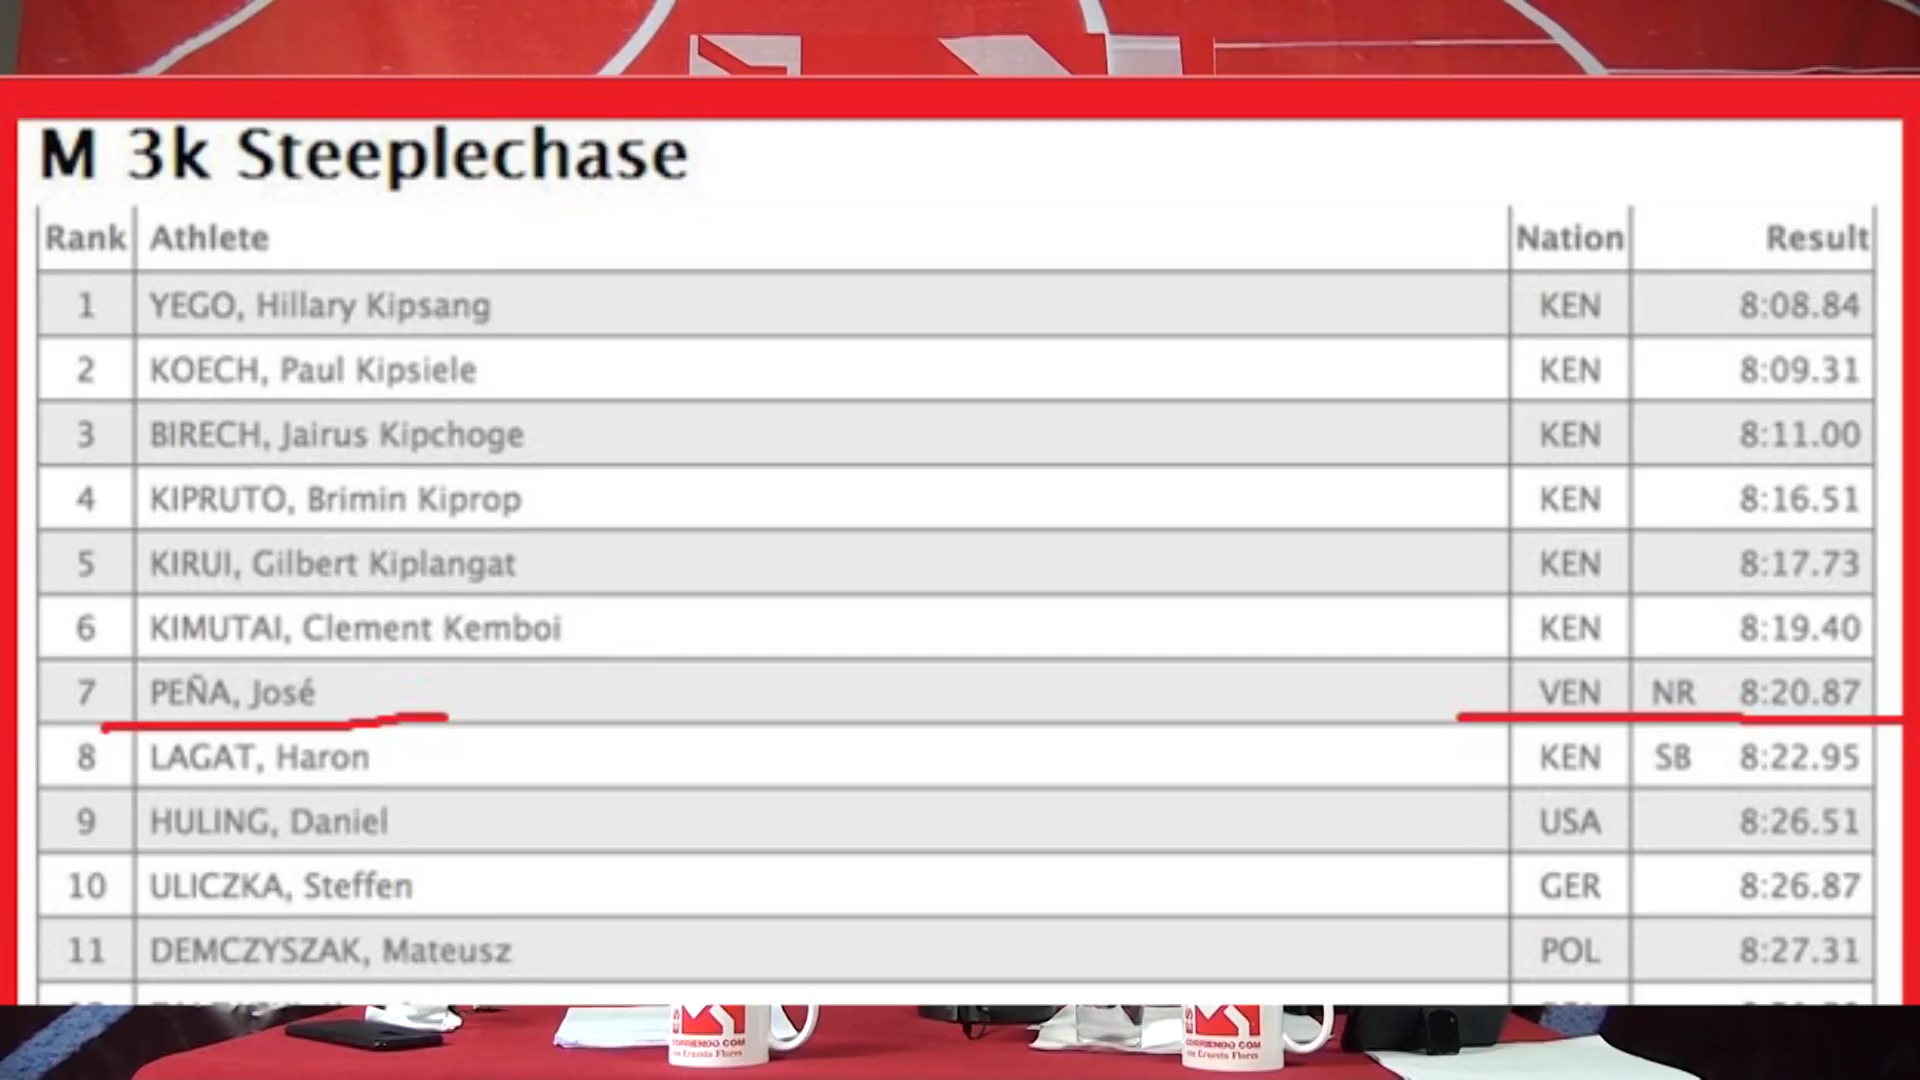 M 3k Steeplechase
Rank Athlete Nation Result
1 YEGO, Hillary Kipsang KEN 8:08.84
2 KOECH, Paul Kipsiele KEN 8:09.31
3 BIRECH, Jairus Kipchoge KEN 8:11.00
4 KIPRUTO, Brimin Kiprop KEN 8:16.51
5 KIRUI, Gilbert Kiplangat KEN 8:17.73
6 KIMUTAI, Clement Kemboi KEN 8:19.40
7 PEÑA, José VEN NR 8:20.87
8 LAGAT, Haron KEN SB 8:22.95
9 HULING, Daniel USA 8:26.51
10 ULICZKA, Steffen GER 8:26.87
11 DEMCZYSZAK, Mateusz POL 8:27.31
Ernesto Flores
Ernesto Flores